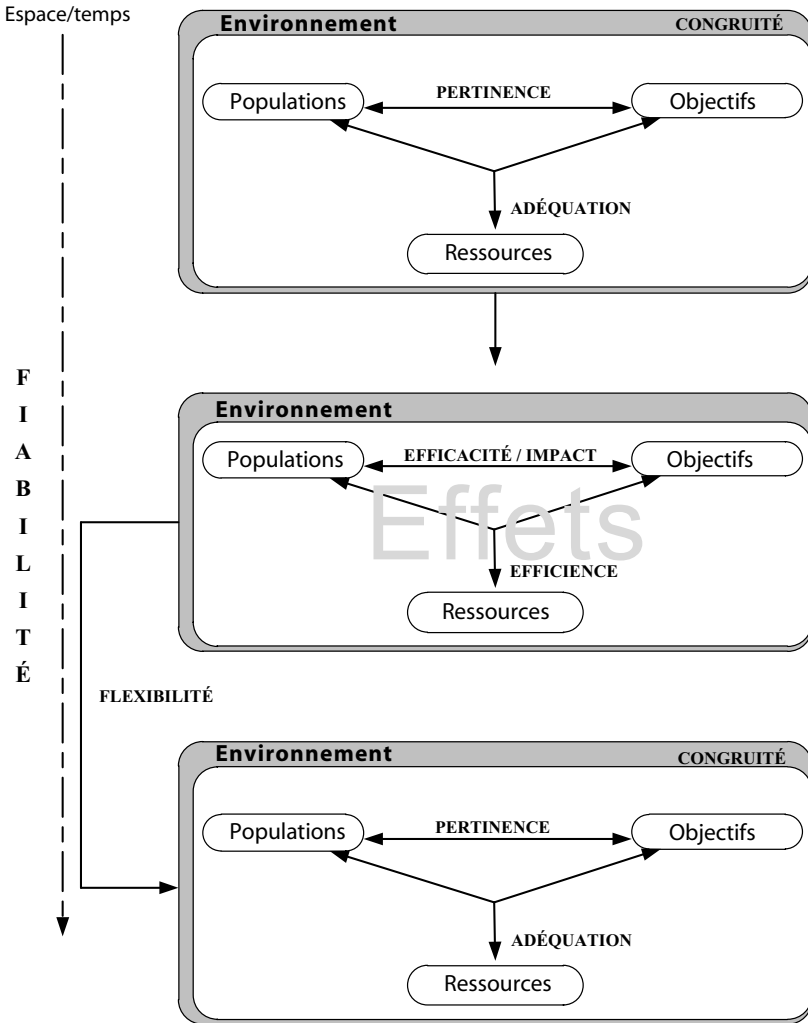 Espace/temps
Environnement
CONGRUITÉ
Populations
PERTINENCE
Objectifs
ADÉQUATION
Ressources
FIABILITÉ
Environnement
Populations
EFFICACITÉ / IMPACT
Objectifs
Effets
EFFICIENCE
Ressources
FLEXIBILITÉ
Environnement
CONGRUITÉ
Populations
PERTINENCE
Objectifs
ADÉQUATION
Ressources